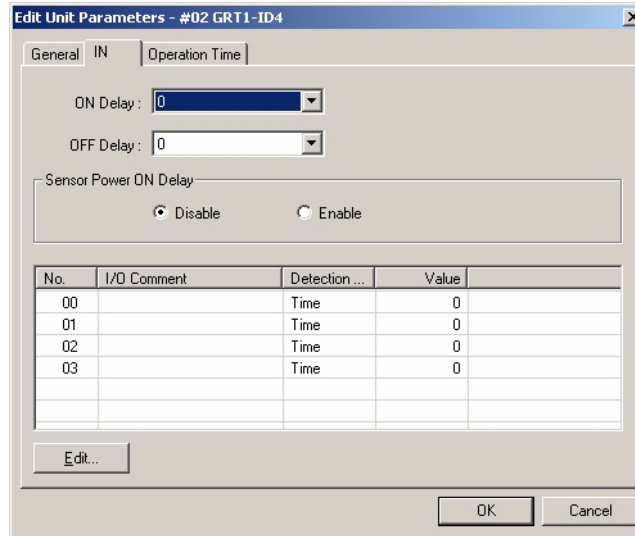 Edit Unit Parameters - #02 GRT1-ID4
General IN Operation Time
ON Delay : 0
OFF Delay : 0
Sensor Power ON Delay
Disable Enable
No. I/O Comment Detection ... Value
00 Time 0
01 Time 0
02 Time 0
03 Time 0
Edit...
OK Cancel